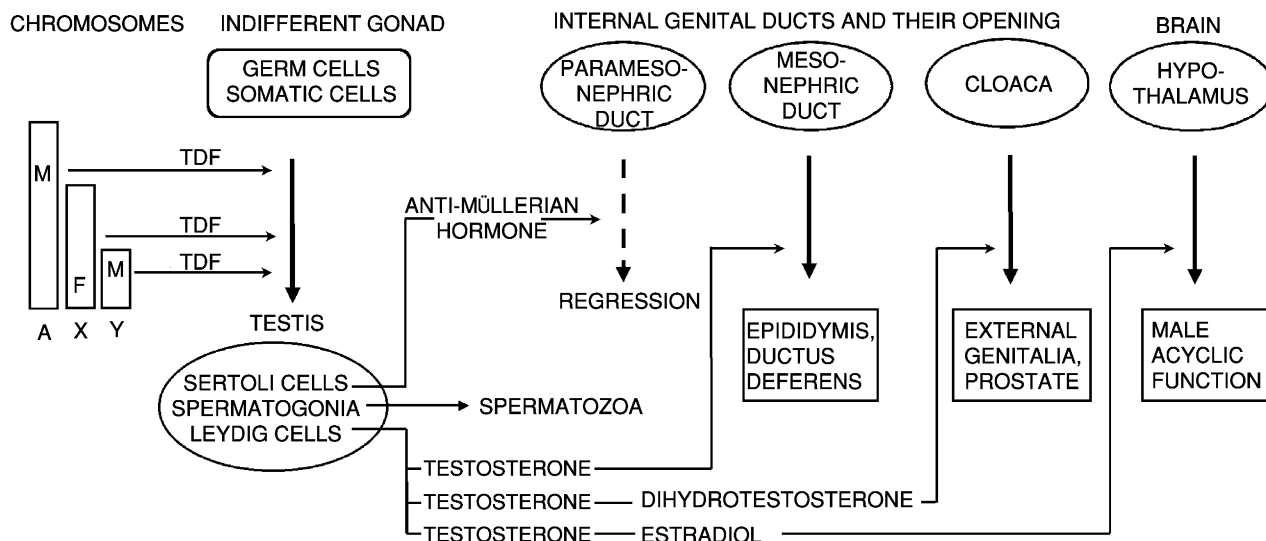 CHROMOSOMES
INDIFFERENT GONAD
INTERNAL GENITAL DUCTS AND THEIR OPENING
BRAIN
GERM CELLS
SOMATIC CELLS
PARAMESO-
NEPHRIC
DUCT
MESO-
NEPHRIC
DUCT
CLOACA
HYPO-
THALAMUS
M
F
M
A
X
Y
TDF
TDF
TDF
TESTIS
SERTOLI CELLS
SPERMATOGONIA
LEYDIG CELLS
ANTI-MÜLLERIAN
HORMONE
REGRESSION
SPERMATOZOA
EPIDIDYMIS,
DUCTUS
DEFERENS
EXTERNAL
GENITALIA,
PROSTATE
MALE
ACYCLIC
FUNCTION
TESTOSTERONE
TESTOSTERONE
DIHYDROTESTOSTERONE
TESTOSTERONE
ESTRADIOL